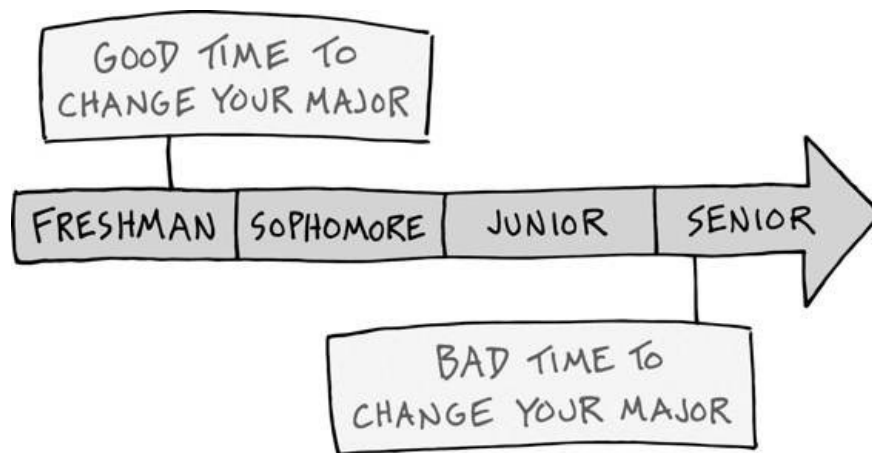 GOOD TIME TO
CHANGE YOUR MAJOR
FRESHMAN SOPHOMORE JUNIOR SENIOR
BAD TIME TO
CHANGE YOUR MAJOR